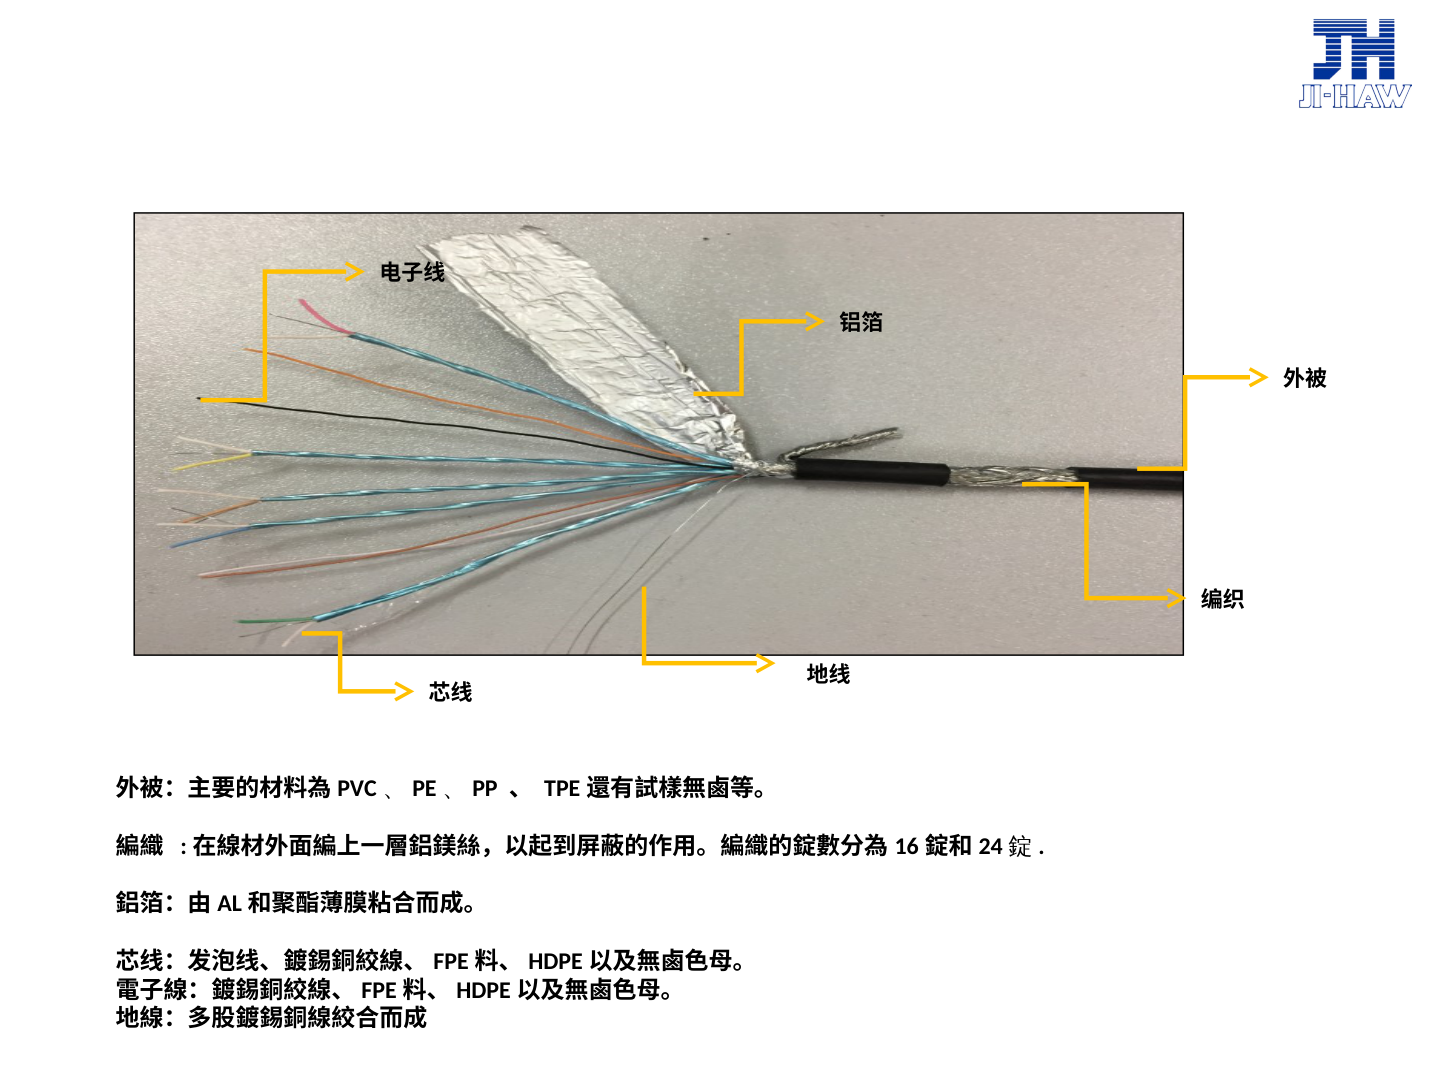 JH
JI-HAW
电子线
铝箔
外被
编织
地线
芯线
外被：主要的材料為 PVC 、 PE 、 PP 、 TPE 還有試樣無鹵等。
編織 : 在線材外面編上一層鋁鎂絲，以起到屏蔽的作用。編織的錠數分為 16 錠和 24 錠 .
鋁箔：由 AL 和聚酯薄膜粘合而成。
芯线：发泡线、鍍錫銅絞線、 FPE 料、 HDPE 以及無鹵色母。
電子線：鍍錫銅絞線、 FPE 料、 HDPE 以及無鹵色母。
地線：多股鍍錫銅線絞合而成